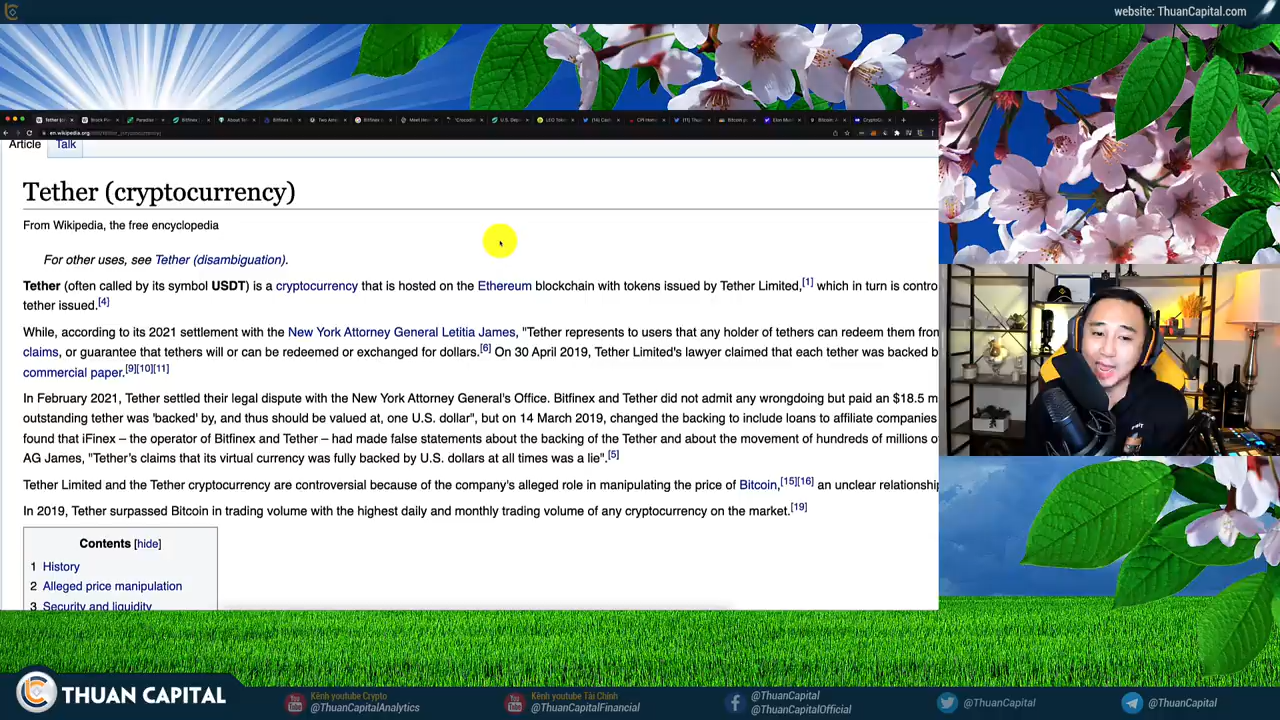 website: ThuanCapital.com
Article
Talk
Tether (cryptocurrency)
From Wikipedia, the free encyclopedia
For other uses, see Tether (disambiguation).
Tether (often called by its symbol USDT) is a cryptocurrency that is hosted on the Ethereum blockchain with tokens issued by Tether Limited,[1] which in turn is contro
tether issued.[4]
While, according to its 2021 settlement with the New York Attorney General Letitia James, "Tether represents to users that any holder of tethers can redeem them from
claims, or guarantee that tethers will or can be redeemed or exchanged for dollars.[6] On 30 April 2019, Tether Limited's lawyer claimed that each tether was backed b
commercial paper.[9][10][11]
In February 2021, Tether settled their legal dispute with the New York Attorney General's Office. Bitfinex and Tether did not admit any wrongdoing but paid an $18.5 m
outstanding tether was 'backed' by, and thus should be valued at, one U.S. dollar", but on 14 March 2019, changed the backing to include loans to affiliate companies
found that iFinex – the operator of Bitfinex and Tether – had made false statements about the backing of the Tether and about the movement of hundreds of millions o
AG James, "Tether's claims that its virtual currency was fully backed by U.S. dollars at all times was a lie".[5]
Tether Limited and the Tether cryptocurrency are controversial because of the company's alleged role in manipulating the price of Bitcoin,[15][16] an unclear relationship
In 2019, Tether surpassed Bitcoin in trading volume with the highest daily and monthly trading volume of any cryptocurrency on the market.[19]
Contents [hide]
1 History
2 Alleged price manipulation
3 Security and liquidity
THUAN CAPITAL
Kênh youtube Crypto
@ThuanCapitalAnalytics
Kênh youtube Tài Chính
@ThuanCapitalFinancial
@ThuanCapital
@ThuanCapitalOfficial
@ThuanCapital
@ThuanCapital